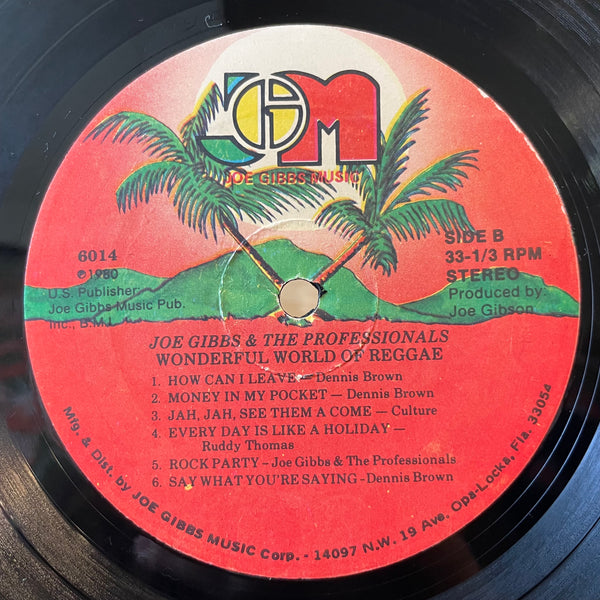 JGM
JOE GIBBS MUSIC
6014
©1980
U.S. Publisher
Joe Gibbs Music Pub.
Inc., B.M.I.
SIDE B
33-1/3 RPM
STEREO
Produced by
Joe Gibson
JOE GIBBS & THE PROFESSIONALS
WONDERFUL WORLD OF REGGAE
1. HOW CAN I LEAVE — Dennis Brown
2. MONEY IN MY POCKET — Dennis Brown
3. JAH, JAH, SEE THEM A COME — Culture
4. EVERY DAY IS LIKE A HOLIDAY —
Ruddy Thomas
5. ROCK PARTY — Joe Gibbs & The Professionals
6. SAY WHAT YOU'RE SAYING - Dennis Brown
Mfg. & Dist. by JOE GIBBS MUSIC Corp. - 14097 N.W. 19 Ave. Opa-Locka, Fla. 33054